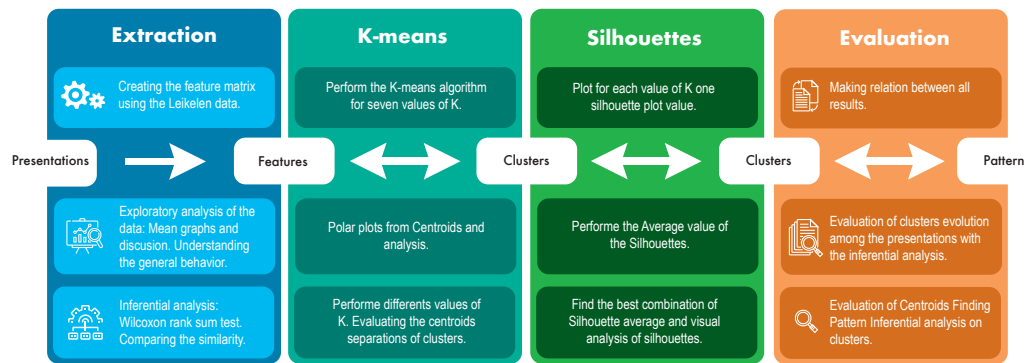 Extraction
Creating the feature matrix
using the Leikelen data.
Exploratory analysis of the
data: Mean graphs and
discusion. Understanding
the general behavior.
Inferential analysis:
Wilcoxon rank sum test.
Comparing the similarity.
K-means
Perform the K-means algorithm
for seven values of K.
Polar plots from Centroids and
analysis.
Performe differents values of
K. Evaluating the centroids
separations of clusters.
Silhouettes
Plot for each value of K one
silhouette plot value.
Performe the Average value of
the Silhouettes.
Find the best combination of
Silhouette average and visual
analysis of silhouettes.
Evaluation
Making relation between all
results.
Evaluation of clusters evolution
among the presentations with
the inferential analysis.
Evaluation of Centroids Finding
Pattern Inferential analysis on
clusters.
Presentations
Features
Clusters
Clusters
Pattern